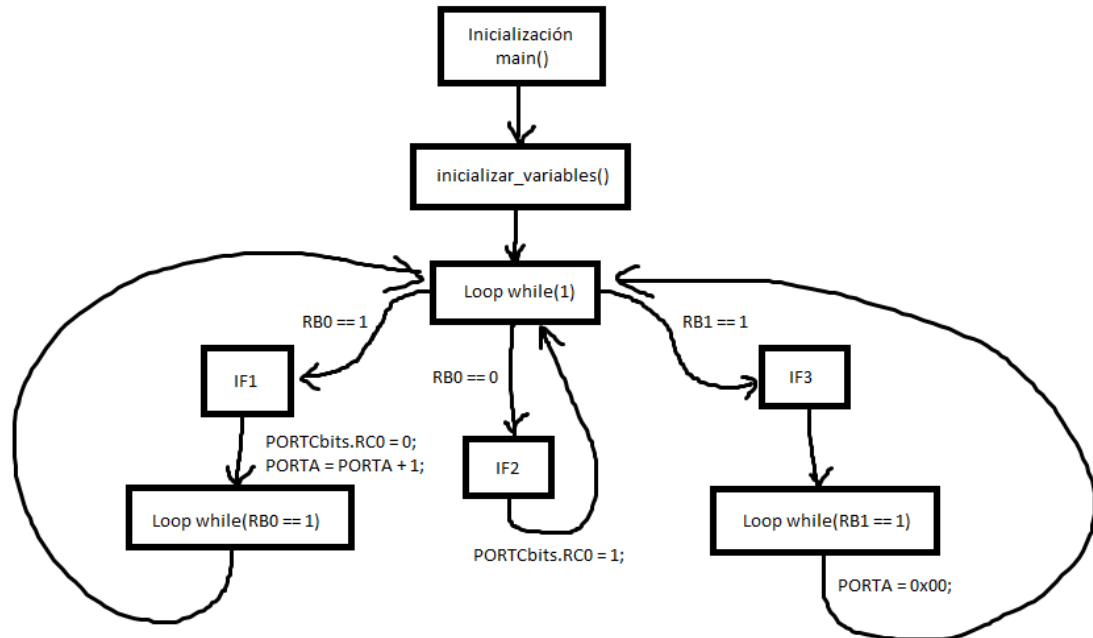 Inicialización
main()
inicializar_variables()
Loop while(1)
RB0 == 1
RB1 == 1
RB0 == 0
IF1
IF3
PORTCbits.RC0 = 0;
PORTA = PORTA + 1;
IF2
Loop while(RB0 == 1)
Loop while(RB1 == 1)
PORTCbits.RC0 = 1;
PORTA = 0x00;